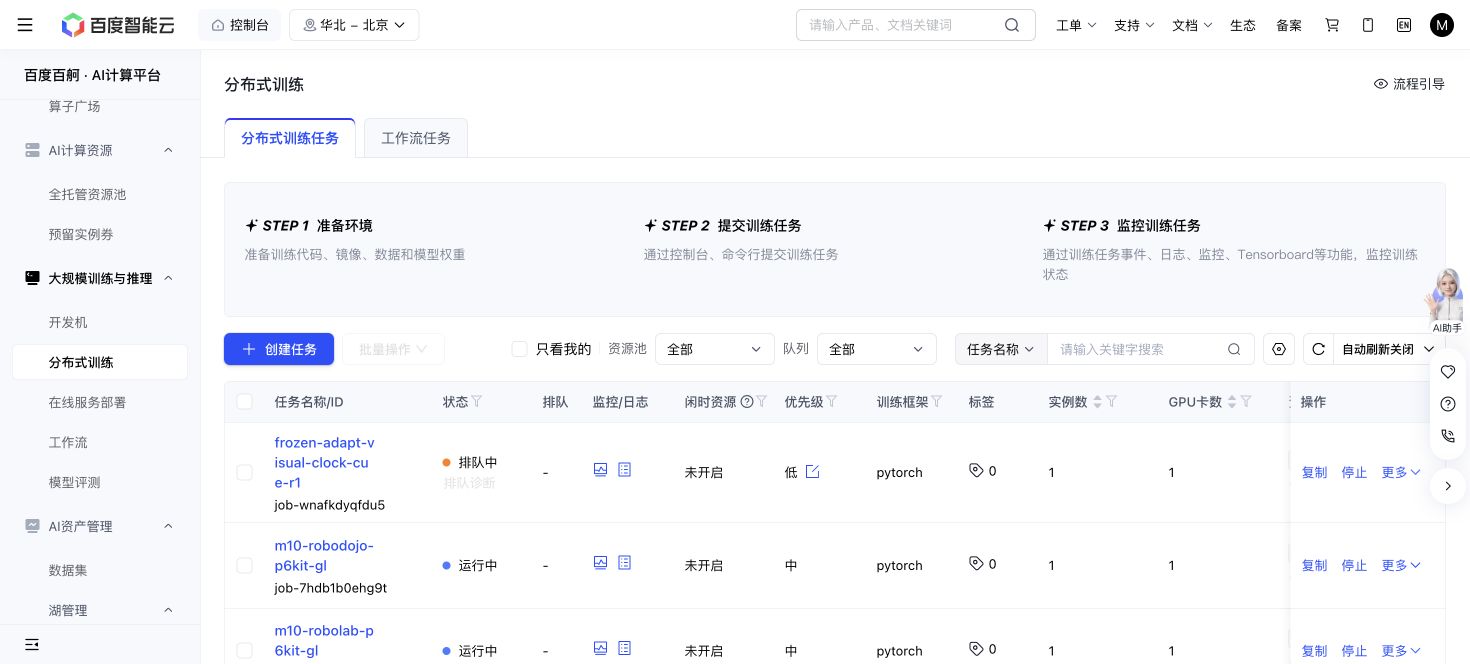 百度智能云
控制台
华北 – 北京
请输入产品、文档关键词
工单
支持
文档
生态
备案
EN
M
百度百舸 · AI计算平台
算子广场
AI计算资源
全托管资源池
预留实例券
大规模训练与推理
开发机
分布式训练
在线服务部署
工作流
模型评测
AI资产管理
数据集
湖管理
分布式训练
流程引导
分布式训练任务
工作流任务
STEP 1 准备环境
准备训练代码、镜像、数据和模型权重
STEP 2 提交训练任务
通过控制台、命令行提交训练任务
STEP 3 监控训练任务
通过训练任务事件、日志、监控、Tensorboard等功能，监控训练
状态
AI助手
创建任务
批量操作
只看我的
资源池
全部
队列
全部
任务名称
请输入关键字搜索
自动刷新关闭
任务名称/ID
状态
排队
监控/日志
闲时资源
优先级
训练框架
标签
实例数
GPU卡数
操作
frozen-adapt-v
isual-clock-cu
e-r1
job-wnafkdyqfdu5
排队中
排队诊断
-
未开启
低
pytorch
0
1
1
复制
停止
更多
m10-robodojo-
p6kit-gl
job-7hdb1b0ehg9t
运行中
-
未开启
中
pytorch
0
1
1
复制
停止
更多
m10-robolab-p
6kit-gl
运行中
-
未开启
中
pytorch
0
1
1
复制
停止
更多